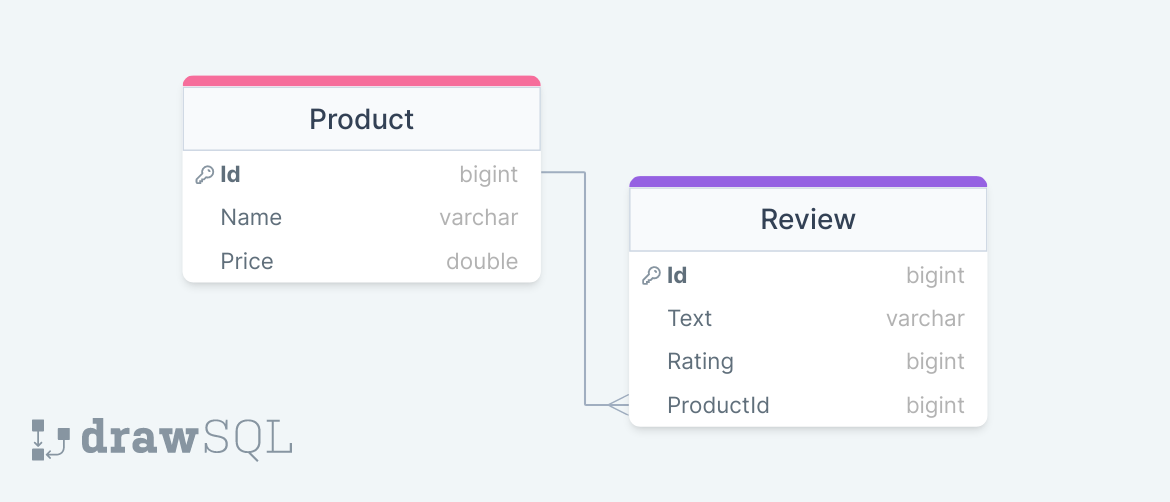 Product
Id bigint
Name varchar
Price double
Review
Id bigint
Text varchar
Rating bigint
ProductId bigint
drawSQL